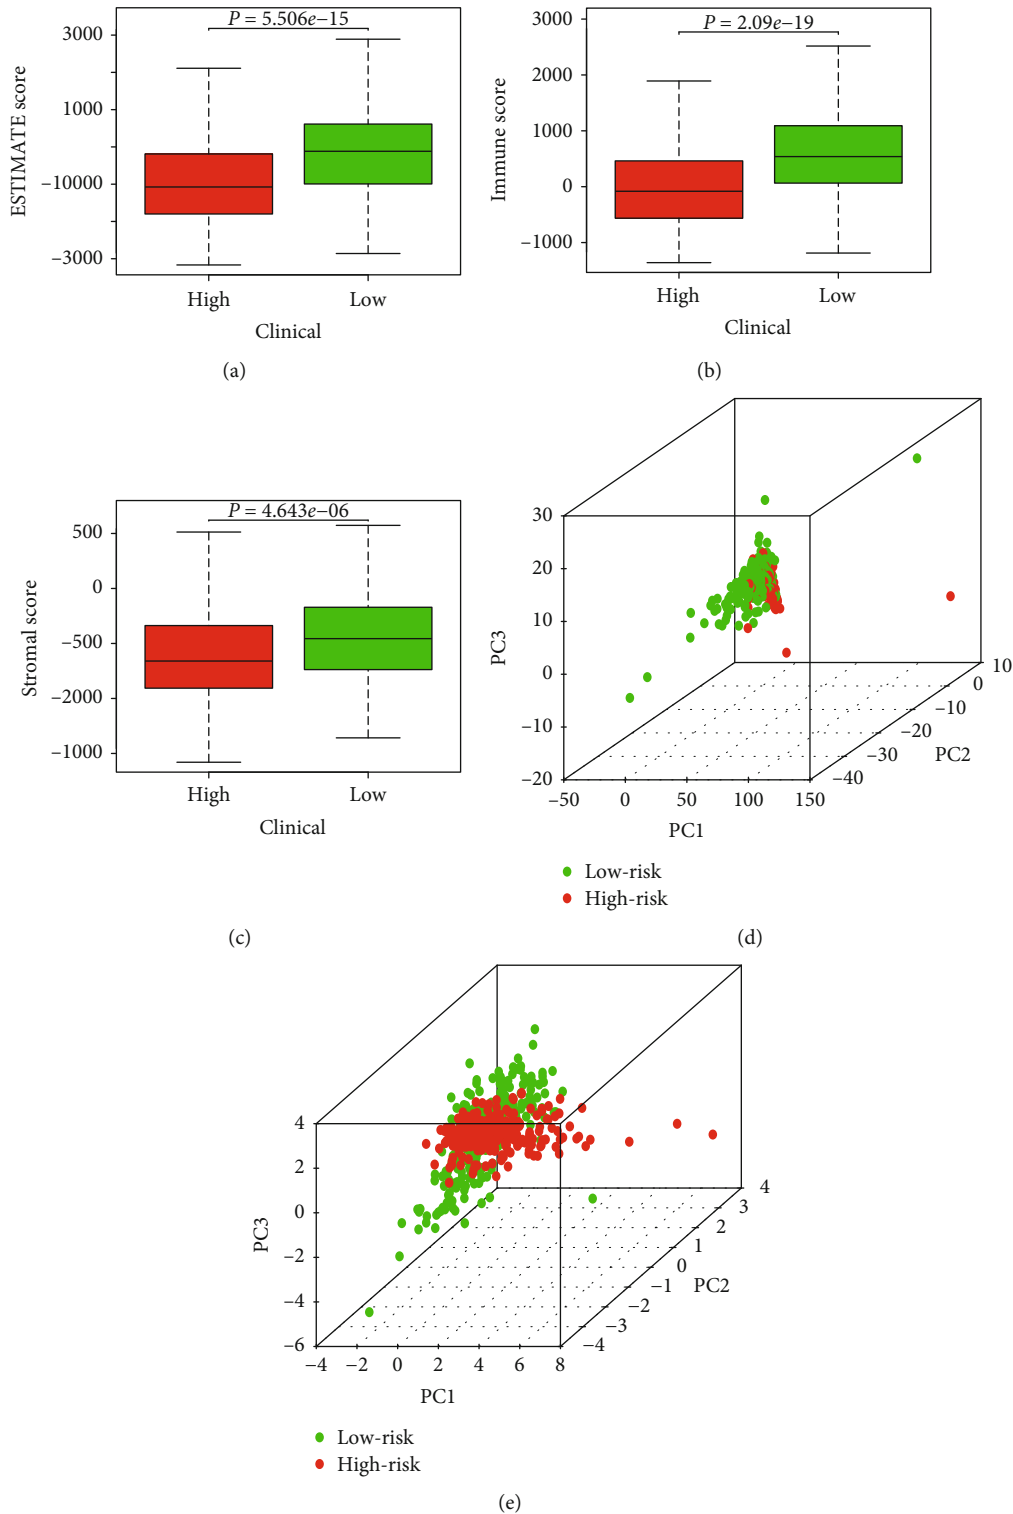 P = 5.506e−15
3000
1000
−10000
−3000
ESTIMATE score
High
Low
Clinical
(a)
P = 2.09e−19
3000
2000
1000
0
−1000
Immune score
High
Low
Clinical
(b)
P = 4.643e−06
500
0
−500
−2000
−1000
Stromal score
High
Low
Clinical
(c)
30
20
10
0
−10
−20
PC3
−50 0 50 100 150
PC1
10
0
−10
−20
−30
−40
PC2
Low-risk
High-risk
(d)
4
2
0
−2
−4
−6
PC3
−4 −2 0 2 4 6 8
PC1
4
3
2
1
0
−1
−2
−3
−4
PC2
Low-risk
High-risk
(e)